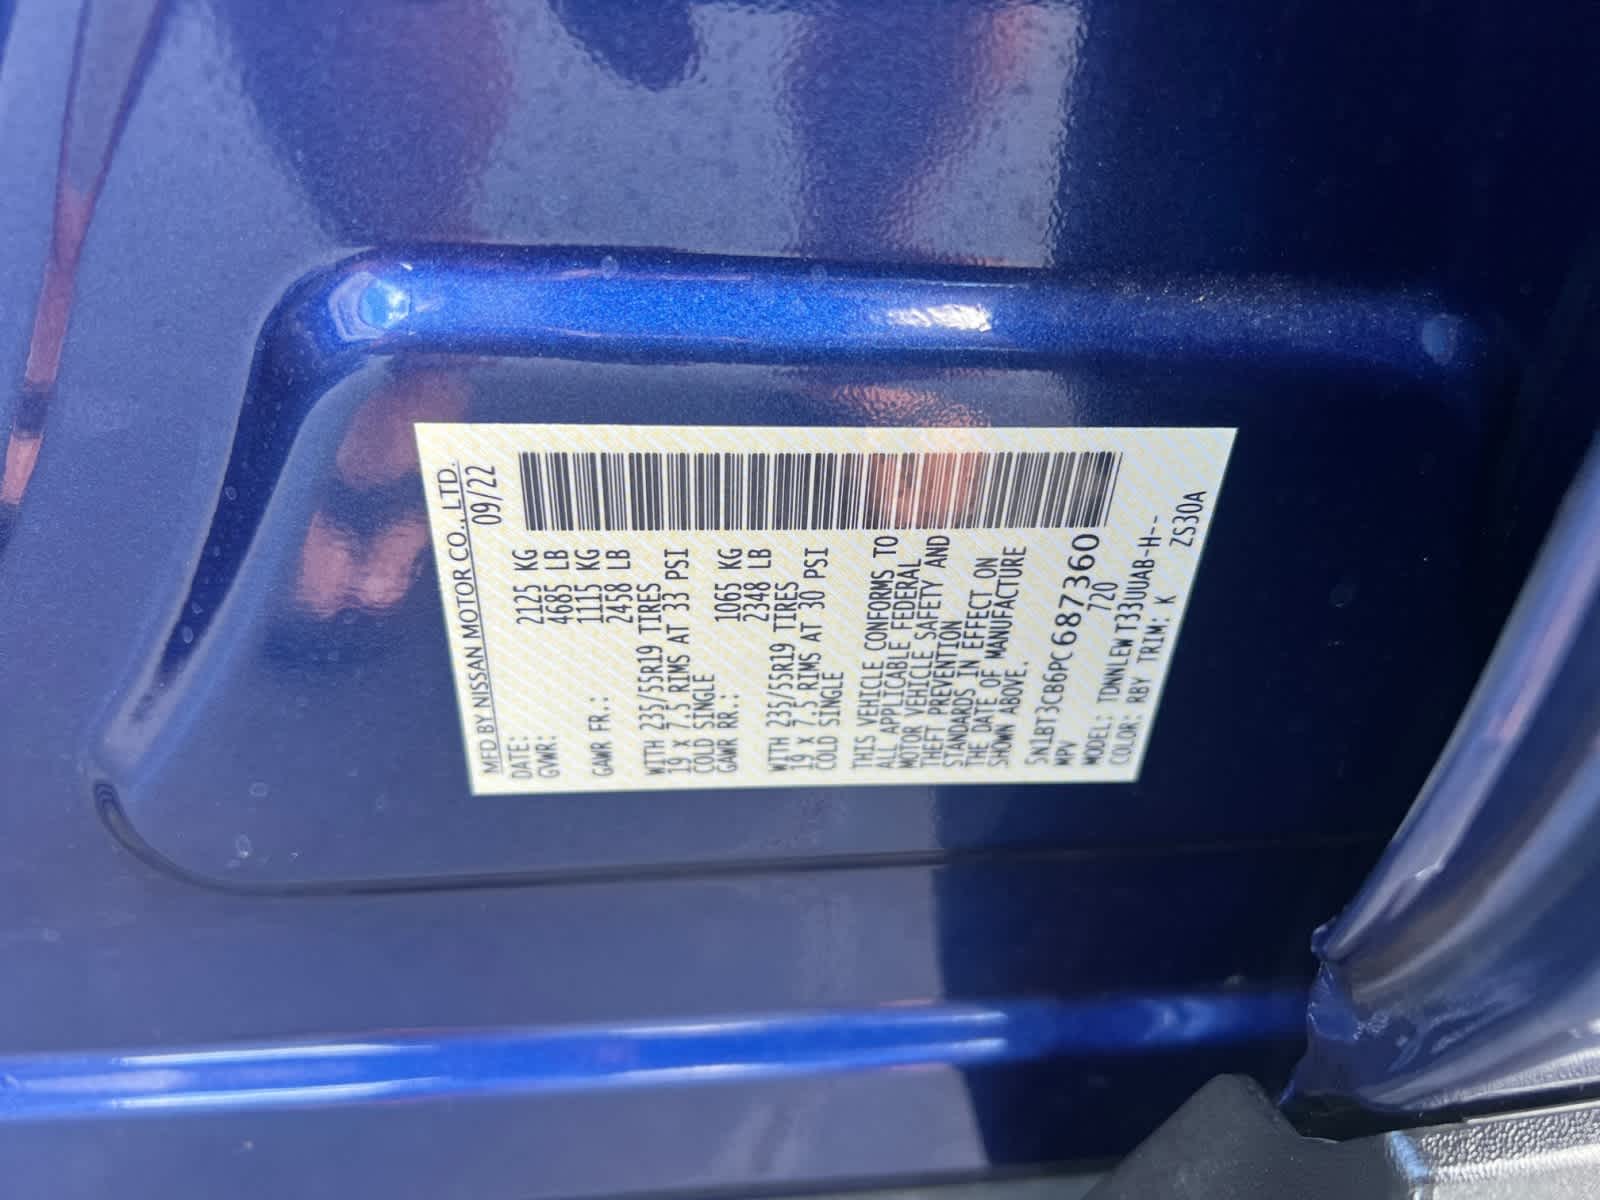 MFD BY NISSAN MOTOR CO., LTD.
DATE: 09/22
GVWR: 2125 KG
4685 LB
GAWR FR.: 1115 KG
2458 LB
WITH 235/55R19 TIRES
19 x 7.5 RIMS AT 33 PSI
COLD SINGLE
GAWR RR.: 1065 KG
2348 LB
WITH 235/55R19 TIRES
19 x 7.5 RIMS AT 30 PSI
COLD SINGLE
THIS VEHICLE CONFORMS TO
ALL APPLICABLE FEDERAL
MOTOR VEHICLE SAFETY AND
THEFT PREVENTION
STANDARDS IN EFFECT ON
THE DATE OF MANUFACTURE
SHOWN ABOVE.
5N1BT3CB6PC687360
MPV 720
MODEL: TDNNLEW T33UUAB-H--
COLOR: RBY TRIM: K ZS30A